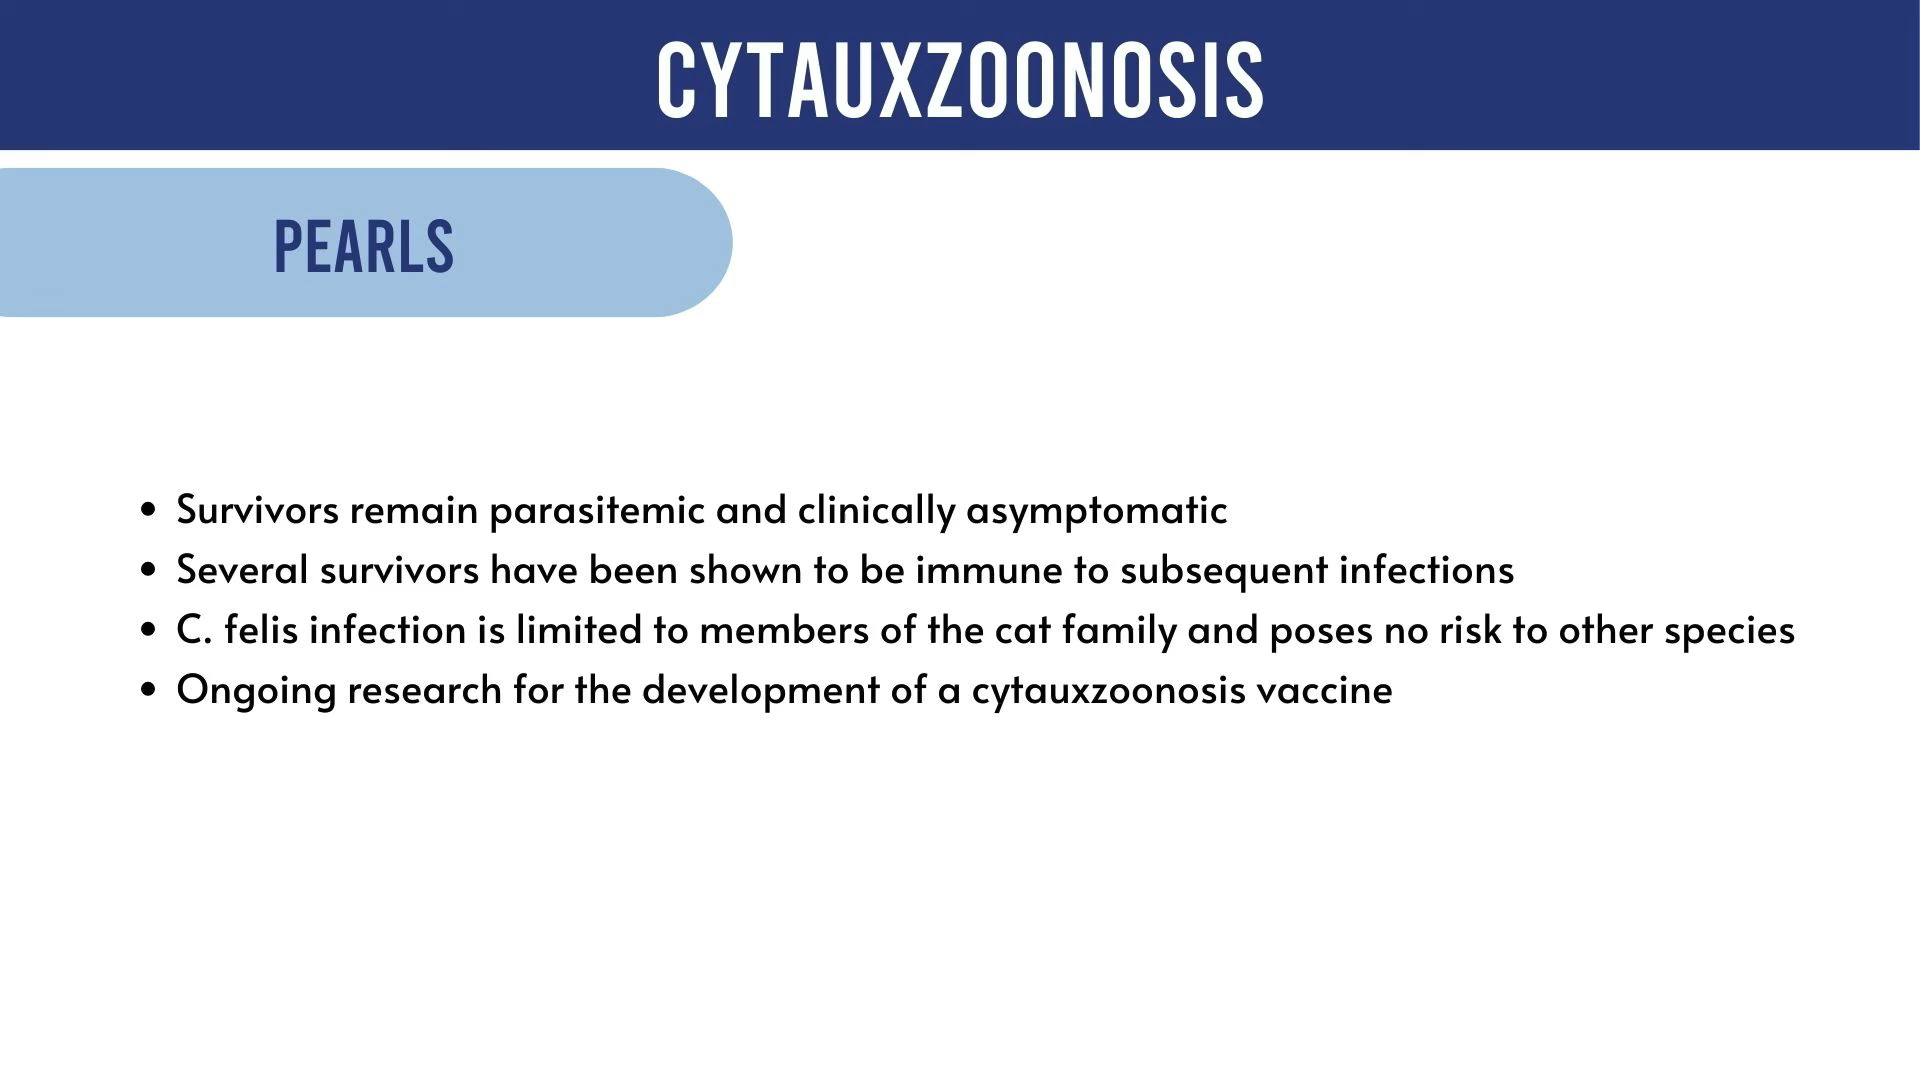 CYTAUXZOONOSIS
PEARLS
• Survivors remain parasitemic and clinically asymptomatic
• Several survivors have been shown to be immune to subsequent infections
• C. felis infection is limited to members of the cat family and poses no risk to other species
• Ongoing research for the development of a cytauxzoonosis vaccine